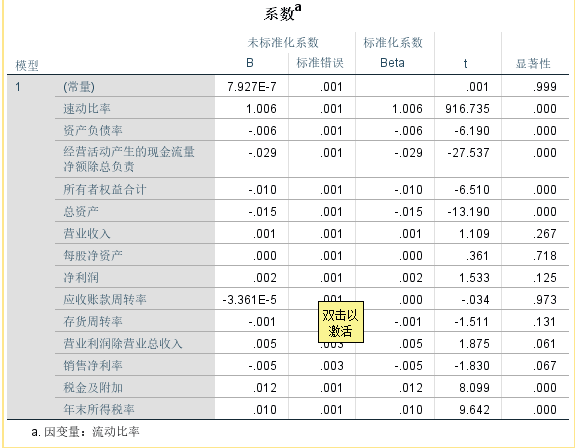 系数a
未标准化系数 标准化系数
模型 B 标准错误 Beta t 显著性
1 (常量) 7.927E-7 .001 .001 .999
速动比率 1.006 .001 1.006 916.735 .000
资产负债率 -.006 .001 -.006 -6.190 .000
经营活动产生的现金流量
净额除总负责 -.029 .001 -.029 -27.537 .000
所有者权益合计 -.010 .001 -.010 -6.510 .000
总资产 -.015 .001 -.015 -13.190 .000
营业收入 .001 .001 .001 1.109 .267
每股净资产 .000 .001 .000 .361 .718
净利润 .002 .001 .002 1.533 .125
应收账款周转率 -3.361E-5 .001 .000 -.034 .973
存货周转率 -.001 -.001 -1.511 .131
双击以
激活
营业利润除营业总收入 .005 .003 .005 1.875 .061
销售净利率 -.005 .003 -.005 -1.830 .067
税金及附加 .012 .001 .012 8.099 .000
年末所得税率 .010 .001 .010 9.642 .000
a. 因变量：流动比率